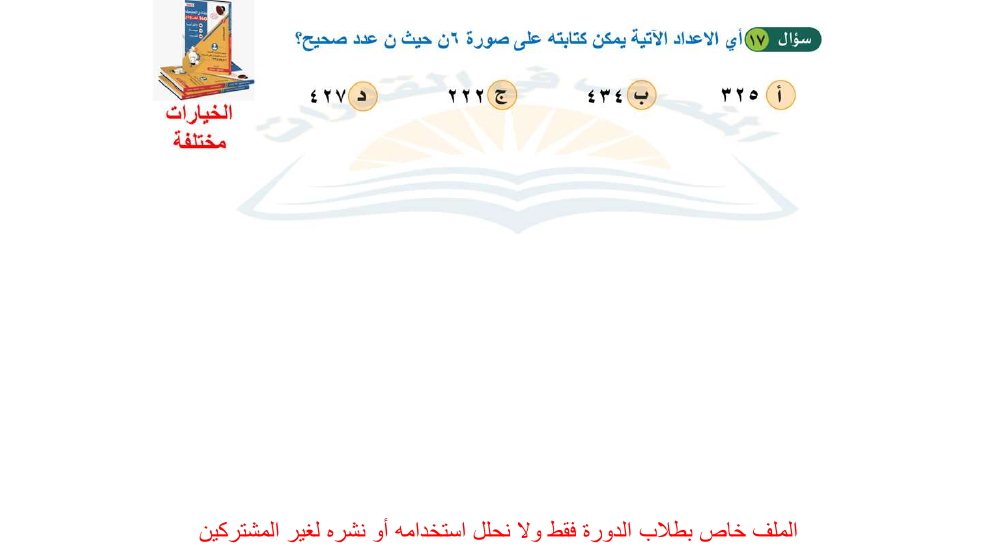 سؤال ١٧ أي الاعداد الآتية يمكن كتابته على صورة ٦ن حيث ن عدد صحيح؟
أ ٣٢٥ ب ٤٣٤ ج ٢٢٢ د ٤٢٧
الخيارات
مختلفة
الملف خاص بطلاب الدورة فقط ولا نحلل استخدامه أو نشره لغير المشتركين